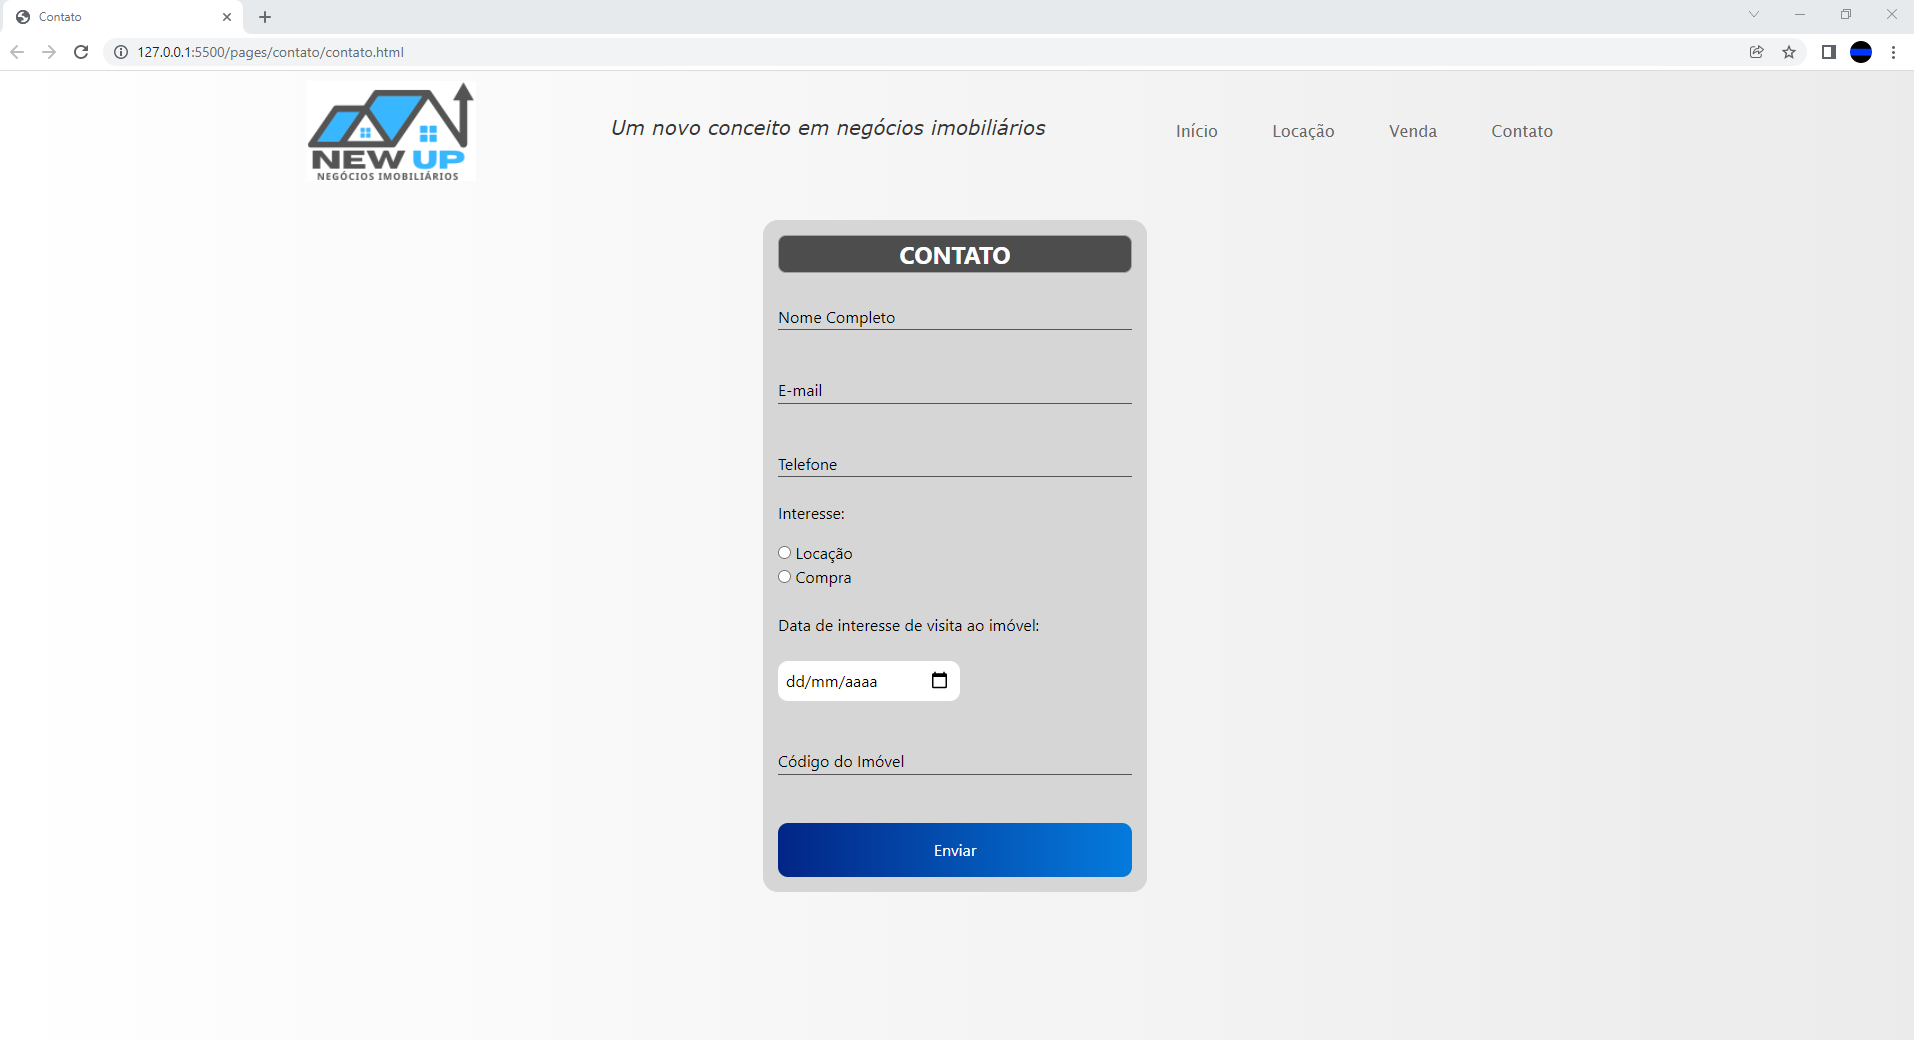 Contato
127.0.0.1:5500/pages/contato/contato.html
NEW UP
NEGÓCIOS IMOBILIÁRIOS
Um novo conceito em negócios imobiliários
Início Locação Venda Contato
CONTATO
Nome Completo
E-mail
Telefone
Interesse:
Locação
Compra
Data de interesse de visita ao imóvel:
dd/mm/aaaa
Código do Imóvel
Enviar